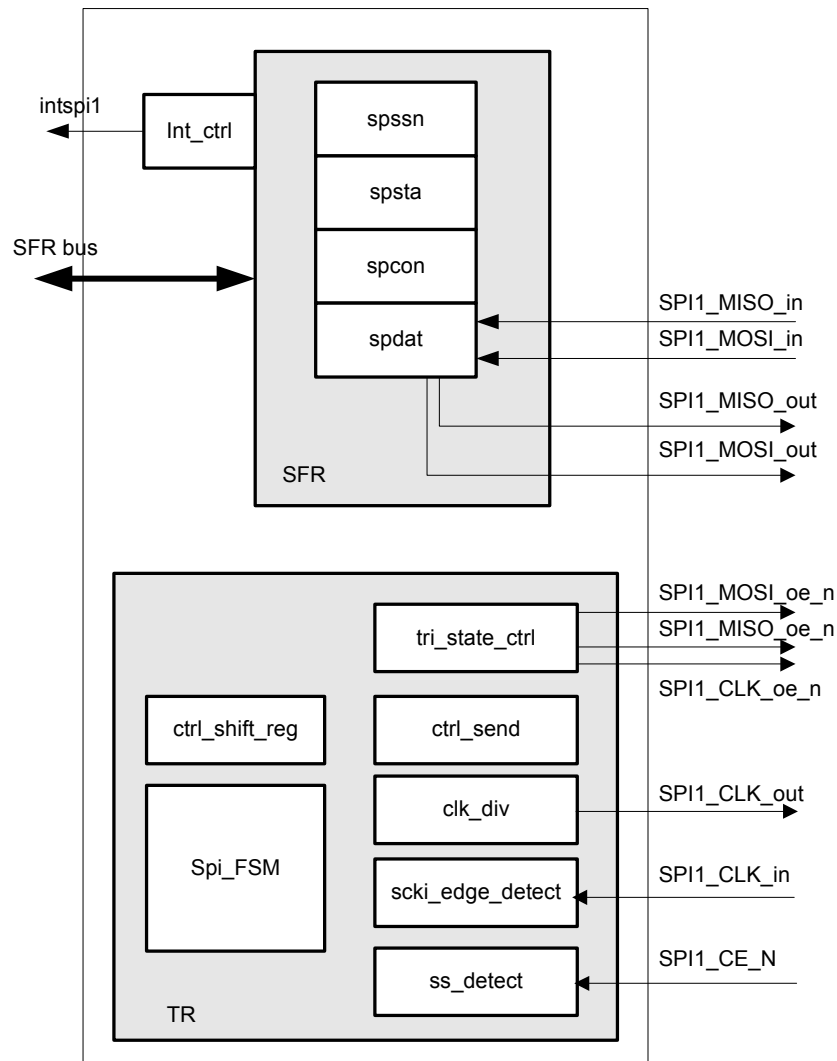 intspi1
Int_ctrl
spssn
spsta
SFR bus
spcon
spdat
SPI1_MISO_in
SPI1_MOSI_in
SPI1_MISO_out
SPI1_MOSI_out
SFR
SPI1_MOSI_oe_n
tri_state_ctrl
SPI1_MISO_oe_n
SPI1_CLK_oe_n
ctrl_shift_reg
ctrl_send
clk_div
SPI1_CLK_out
Spi_FSM
scki_edge_detect
SPI1_CLK_in
ss_detect
SPI1_CE_N
TR